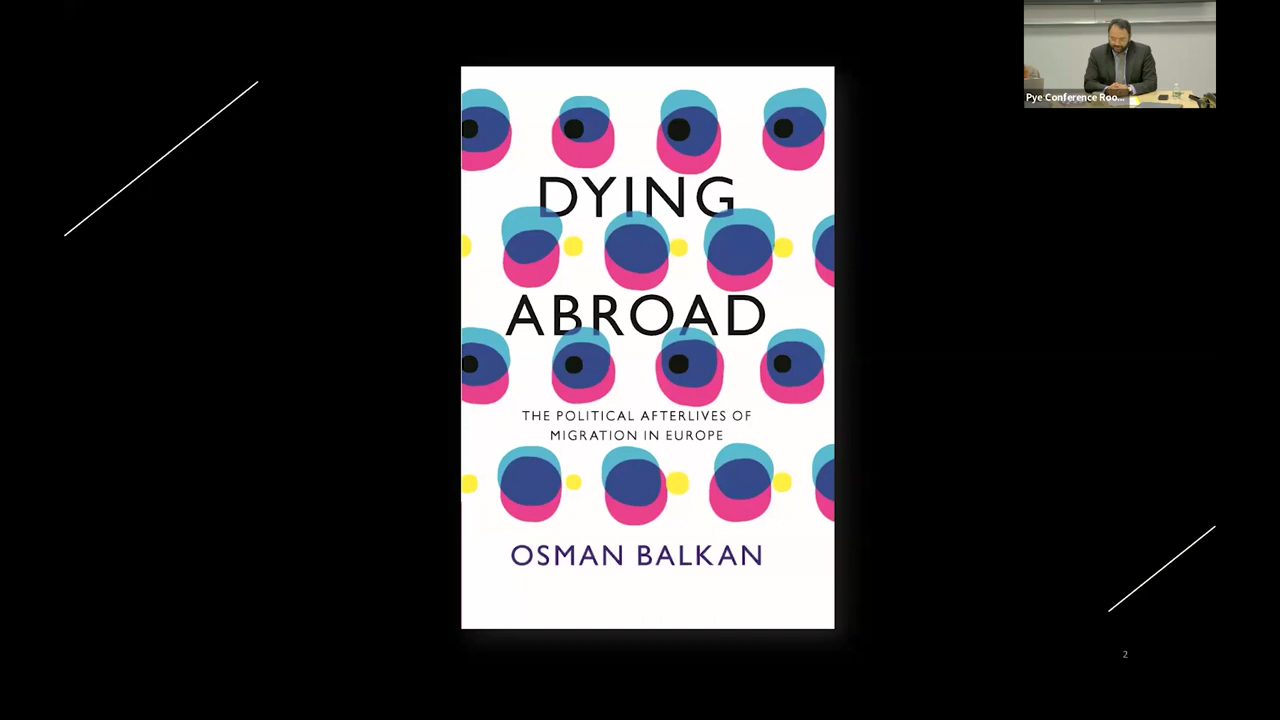 Pye Conference Roo...
DYING
ABROAD
THE POLITICAL AFTERLIVES OF
MIGRATION IN EUROPE
OSMAN BALKAN
2